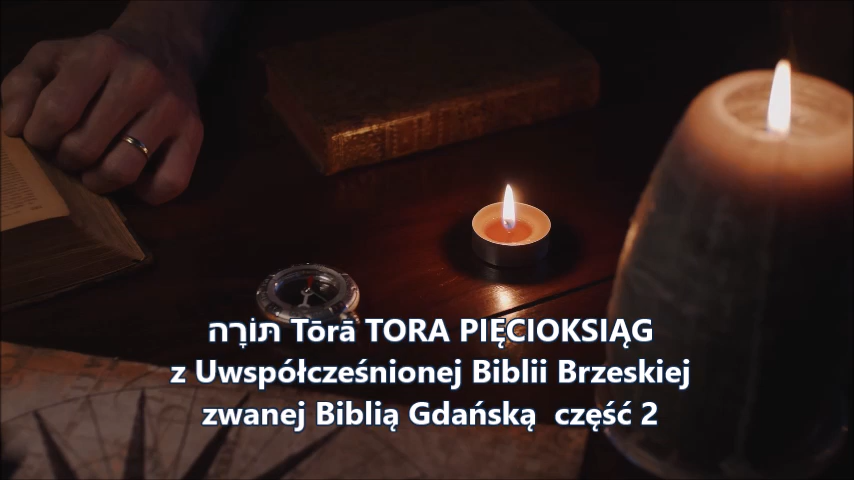 תּוֹרָה Tōrā TORA PIĘCIOKSIĄG
z Uwspółcześnionej Biblii Brzeskiej
zwanej Biblią Gdańską  część 2